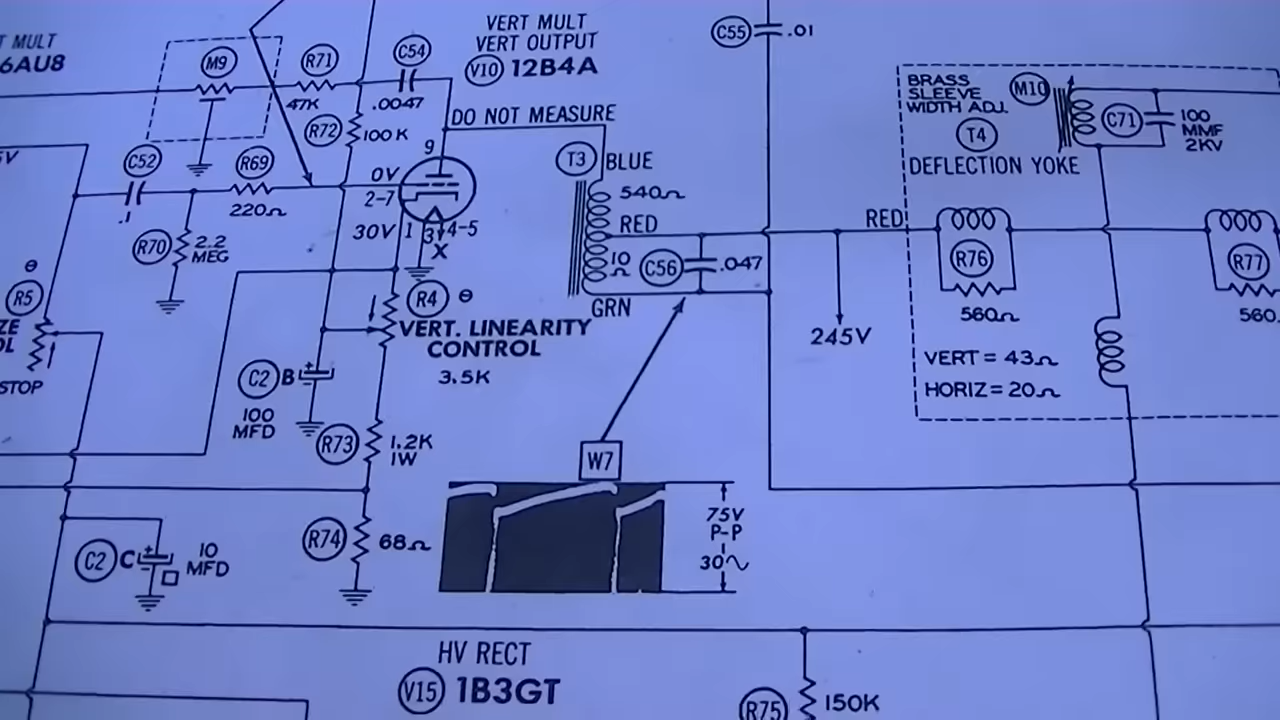 T MULT
6AU8
M9
R71
47K
C54
.0047
VERT MULT
VERT OUTPUT
V10 12B4A
C55 .01
DO NOT MEASURE
R72 100K
9
0V
2-7
30V
1
3
4-5
X
5V
C52
.1
R69
220Ω
R70 2.2
MEG
T3
BLUE
540Ω
RED
10
Ω
C56 .047
GRN
RED
245V
BRASS
SLEEVE
WIDTH ADJ.
M10
T4
DEFLECTION YOKE
C71
100
MMF
2KV
R76
560Ω
R77
560
VERT = 43Ω
HORIZ = 20Ω
R5
ZE
OL
STOP
R4
VERT. LINEARITY
CONTROL
3.5K
C2 B
100
MFD
R73 1.2K
1W
R74 68Ω
C2 C
10
MFD
W7
75V
P-P
30∿
HV RECT
V15 1B3GT
R75 150K